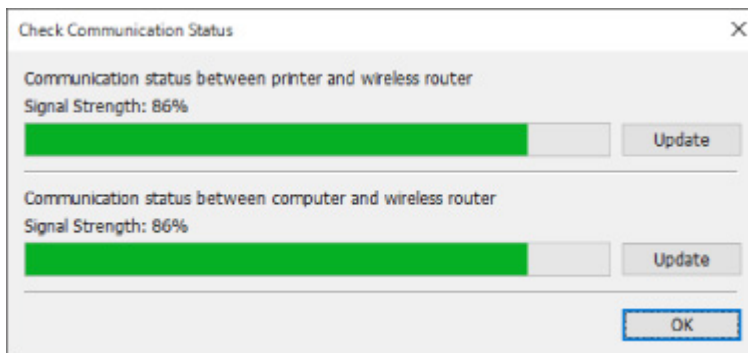 Check Communication Status
Communication status between printer and wireless router
Signal Strength: 86%
Update
Communication status between computer and wireless router
Signal Strength: 86%
Update
OK